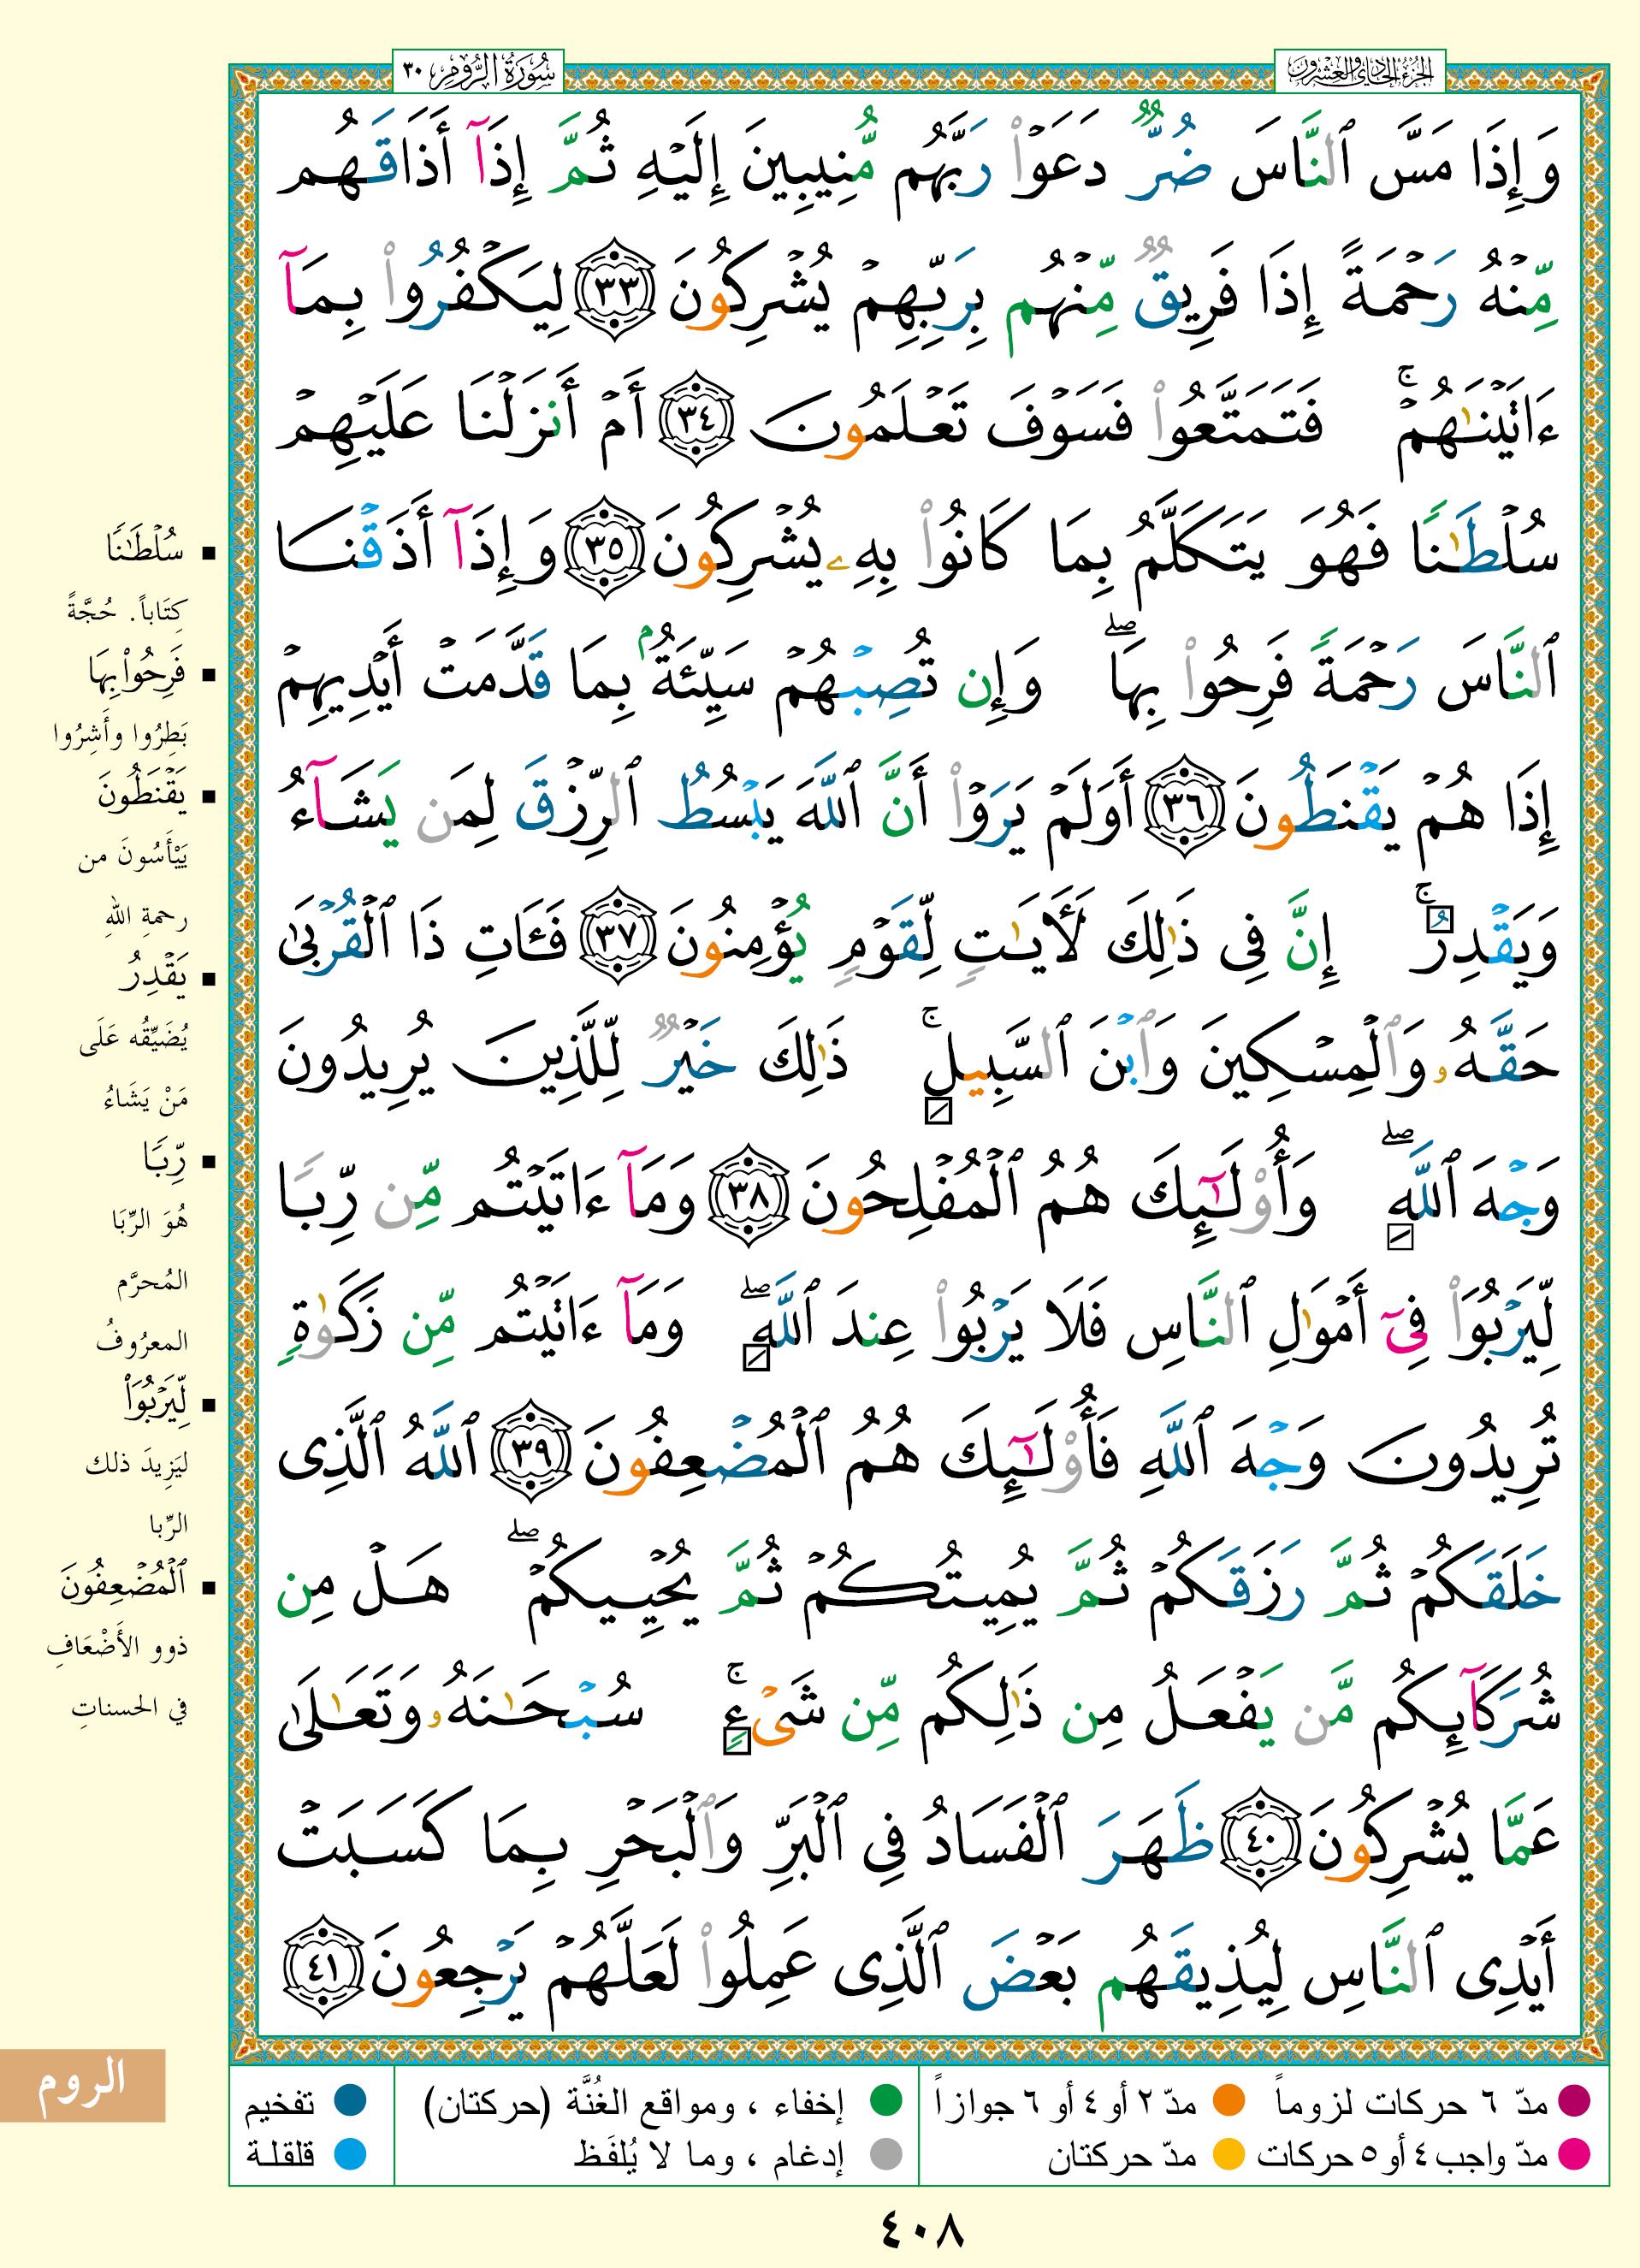 الجزء الحادي والعشرون
سورة الروم ٣٠
وَإِذَا مَسَّ ٱلنَّاسَ ضُرٌّ دَعَوْا۟ رَبَّهُم مُّنِيبِينَ إِلَيْهِ ثُمَّ إِذَآ أَذَاقَهُم
مِّنْهُ رَحْمَةً إِذَا فَرِيقٌ مِّنْهُم بِرَبِّهِمْ يُشْرِكُونَ ٣٣ لِيَكْفُرُوا۟ بِمَآ
ءَاتَيْنَـٰهُمْ ۚ فَتَمَتَّعُوا۟ فَسَوْفَ تَعْلَمُونَ ٣٤ أَمْ أَنزَلْنَا عَلَيْهِمْ
سُلْطَـٰنًا فَهُوَ يَتَكَلَّمُ بِمَا كَانُوا۟ بِهِۦ يُشْرِكُونَ ٣٥ وَإِذَآ أَذَقْنَا
ٱلنَّاسَ رَحْمَةً فَرِحُوا۟ بِهَا ۖ وَإِن تُصِبْهُمْ سَيِّئَةٌۢ بِمَا قَدَّمَتْ أَيْدِيهِمْ
إِذَا هُمْ يَقْنَطُونَ ٣٦ أَوَلَمْ يَرَوْا۟ أَنَّ ٱللَّهَ يَبْسُطُ ٱلرِّزْقَ لِمَن يَشَآءُ
وَيَقْدِرُ ۚ إِنَّ فِى ذَٰلِكَ لَـَٔايَـٰتٍ لِّقَوْمٍ يُؤْمِنُونَ ٣٧ فَـَٔاتِ ذَا ٱلْقُرْبَىٰ
حَقَّهُۥ وَٱلْمِسْكِينَ وَٱبْنَ ٱلسَّبِيلِ ۚ ذَٰلِكَ خَيْرٌ لِّلَّذِينَ يُرِيدُونَ
وَجْهَ ٱللَّهِ ۖ وَأُو۟لَـٰٓئِكَ هُمُ ٱلْمُفْلِحُونَ ٣٨ وَمَآ ءَاتَيْتُم مِّن رِّبًا
لِّيَرْبُوَا۟ فِىٓ أَمْوَٰلِ ٱلنَّاسِ فَلَا يَرْبُوا۟ عِندَ ٱللَّهِ ۖ وَمَآ ءَاتَيْتُم مِّن زَكَوٰةٍ
تُرِيدُونَ وَجْهَ ٱللَّهِ فَأُو۟لَـٰٓئِكَ هُمُ ٱلْمُضْعِفُونَ ٣٩ ٱللَّهُ ٱلَّذِى
خَلَقَكُمْ ثُمَّ رَزَقَكُمْ ثُمَّ يُمِيتُكُمْ ثُمَّ يُحْيِيكُمْ ۖ هَلْ مِن
شُرَكَآئِكُم مَّن يَفْعَلُ مِن ذَٰلِكُم مِّن شَىْءٍ ۚ سُبْحَـٰنَهُۥ وَتَعَـٰلَىٰ
عَمَّا يُشْرِكُونَ ٤٠ ظَهَرَ ٱلْفَسَادُ فِى ٱلْبَرِّ وَٱلْبَحْرِ بِمَا كَسَبَتْ
أَيْدِى ٱلنَّاسِ لِيُذِيقَهُم بَعْضَ ٱلَّذِى عَمِلُوا۟ لَعَلَّهُمْ يَرْجِعُونَ ٤١
سُلْطَـٰنًا
كِتَاباً. حُجَّةً
فَرِحُوا۟ بِهَا
بَطِرُوا وأَشِرُوا
يَقْنَطُونَ
يَيْأَسُونَ من
رحمةِ اللهِ
يَقْدِرُ
يُضَيِّقُه عَلَى
مَنْ يَشَاءُ
رِّبًا
هُوَ الرِّبَا
المُحرَّم
المعرُوفُ
لِّيَرْبُوَا۟
ليَزِيدَ ذلك
الرِّبا
ٱلْمُضْعِفُونَ
ذوو الأَضْعَافِ
في الحسناتِ
الروم
مدّ ٦ حركات لزوماً مدّ ٢ أو ٤ أو ٦ جوازاً إخفاء ، ومواقع الغُنَّة (حركتان) تفخيم
مدّ واجب ٤ أو ٥ حركات مدّ حركتان إدغام ، وما لا يُلفَظ قلقلة
٤٠٨